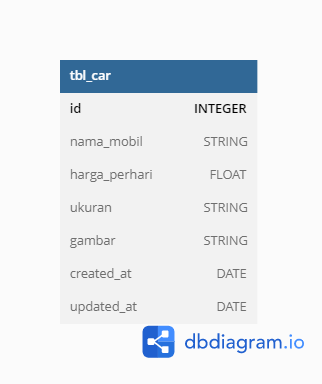 tbl_car
id INTEGER
nama_mobil STRING
harga_perhari FLOAT
ukuran STRING
gambar STRING
created_at DATE
updated_at DATE
dbdiagram.io